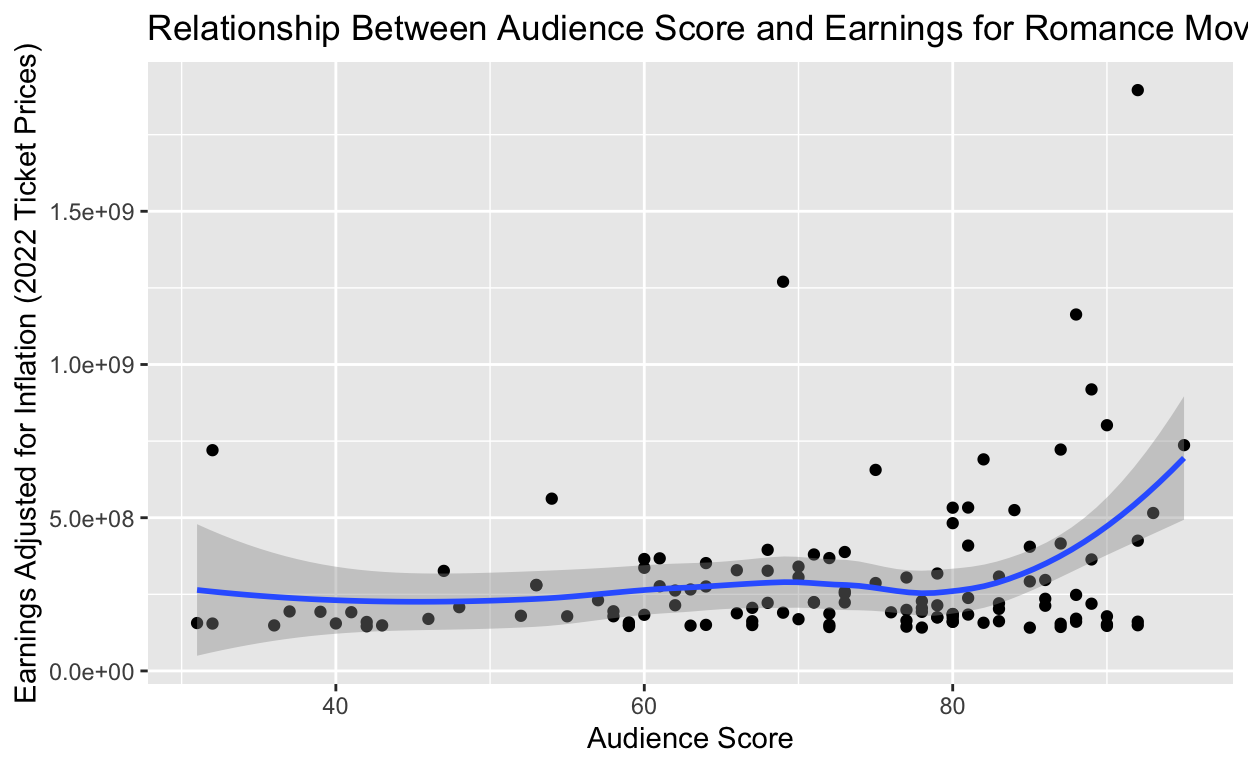 Relationship Between Audience Score and Earnings for Romance Mov
Earnings Adjusted for Inflation (2022 Ticket Prices)
1.5e+09
1.0e+09
5.0e+08
0.0e+00
40
60
80
Audience Score